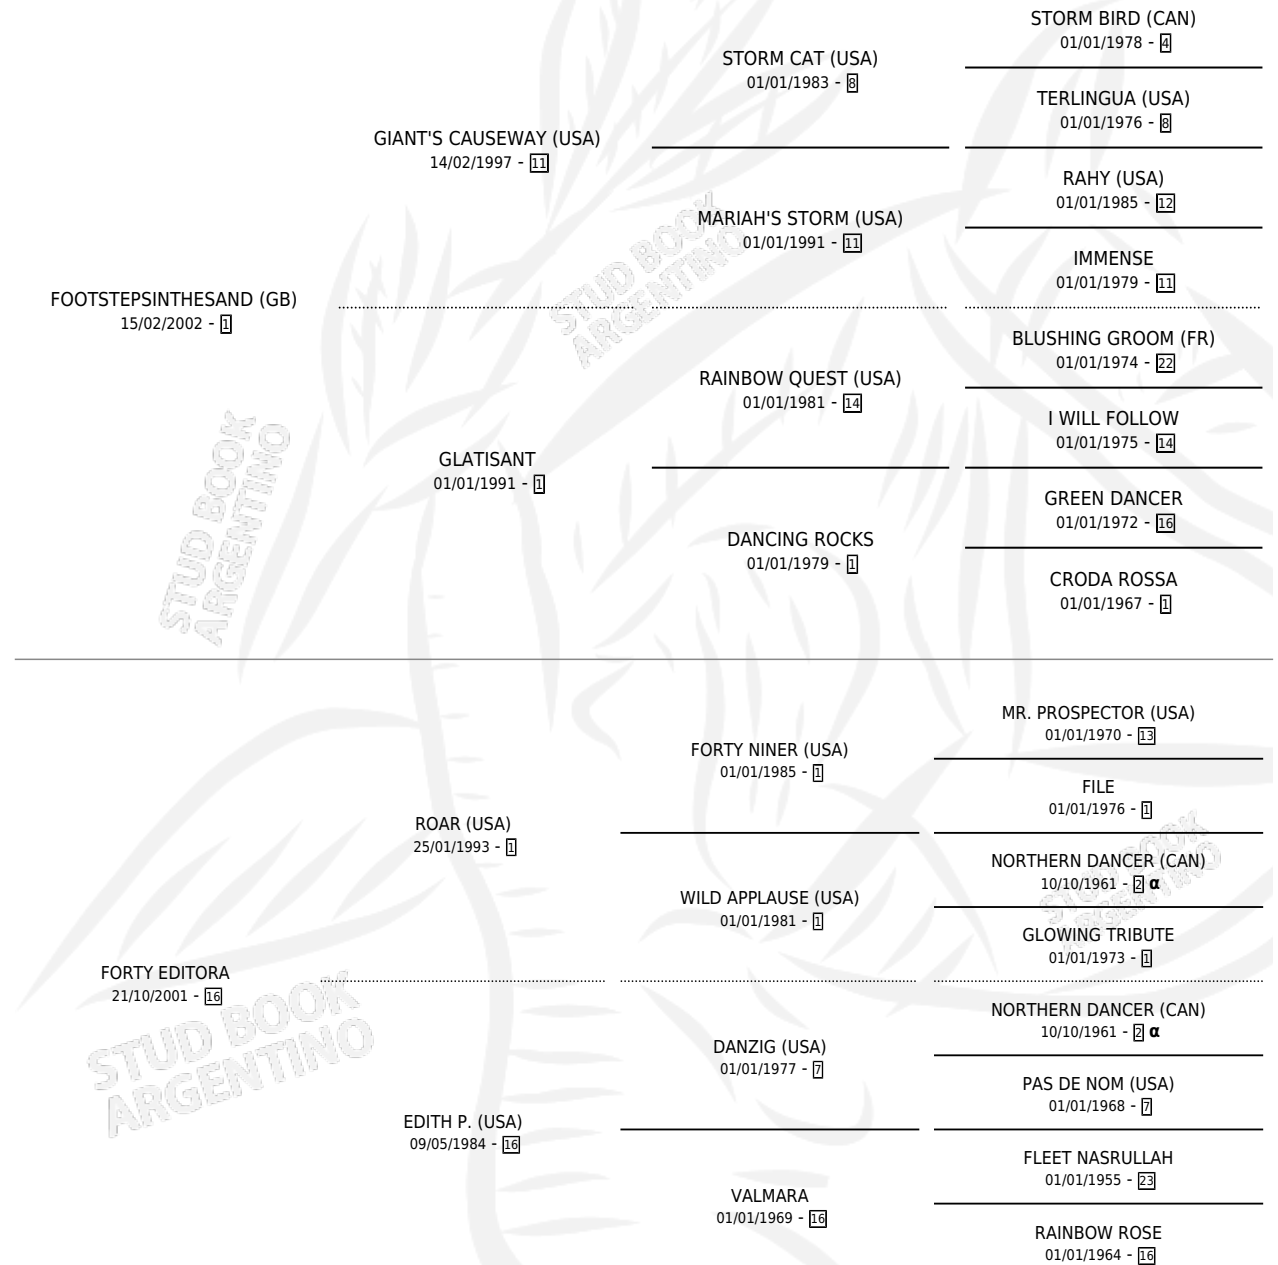 STORM BIRD (CAN)
01/01/1978 - 4
STORM CAT (USA)
01/01/1983 - 8
TERLINGUA (USA)
01/01/1976 - 8
GIANT'S CAUSEWAY (USA)
14/02/1997 - 11
RAHY (USA)
01/01/1985 - 12
MARIAH'S STORM (USA)
01/01/1991 - 11
IMMENSE
01/01/1979 - 11
FOOTSTEPSINTHESAND (GB)
15/02/2002 - 1
BLUSHING GROOM (FR)
01/01/1974 - 22
RAINBOW QUEST (USA)
01/01/1981 - 14
I WILL FOLLOW
01/01/1975 - 14
GLATISANT
01/01/1991 - 1
GREEN DANCER
01/01/1972 - 16
DANCING ROCKS
01/01/1979 - 1
CRODA ROSSA
01/01/1967 - 1
MR. PROSPECTOR (USA)
01/01/1970 - 13
FORTY NINER (USA)
01/01/1985 - 1
FILE
01/01/1976 - 1
ROAR (USA)
25/01/1993 - 1
NORTHERN DANCER (CAN)
10/10/1961 - 2 α
WILD APPLAUSE (USA)
01/01/1981 - 1
GLOWING TRIBUTE
01/01/1973 - 1
FORTY EDITORA
21/10/2001 - 16
NORTHERN DANCER (CAN)
10/10/1961 - 2 α
DANZIG (USA)
01/01/1977 - 7
PAS DE NOM (USA)
01/01/1968 - 7
EDITH P. (USA)
09/05/1984 - 16
FLEET NASRULLAH
01/01/1955 - 23
VALMARA
01/01/1969 - 16
RAINBOW ROSE
01/01/1964 - 16
STUD BOOK
ARGENTINO
STUD BOOK
ARGENTINO
STUD BOOK
ARGENTINO
STUD BOOK
ARGENTINO